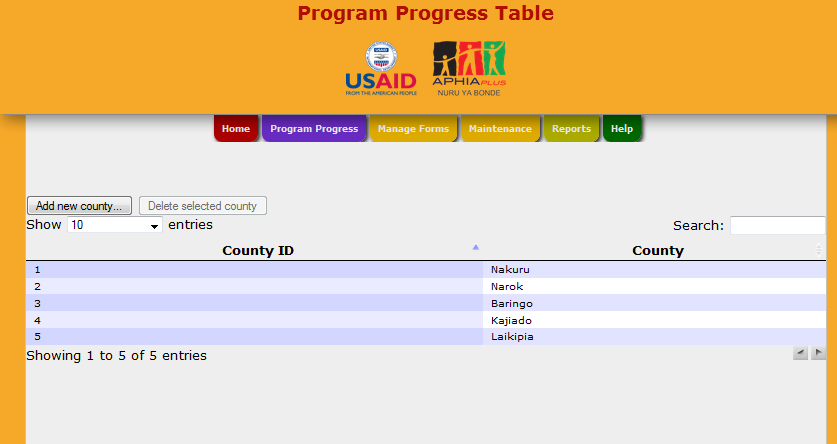 Program Progress Table
USAID
FROM THE AMERICAN PEOPLE
APHIA PLUS
NURU YA BONDE
Home Program Progress Manage Forms Maintenance Reports Help
Add new county... Delete selected county
Show 10 entries Search:
County ID County
1 Nakuru
2 Narok
3 Baringo
4 Kajiado
5 Laikipia
Showing 1 to 5 of 5 entries